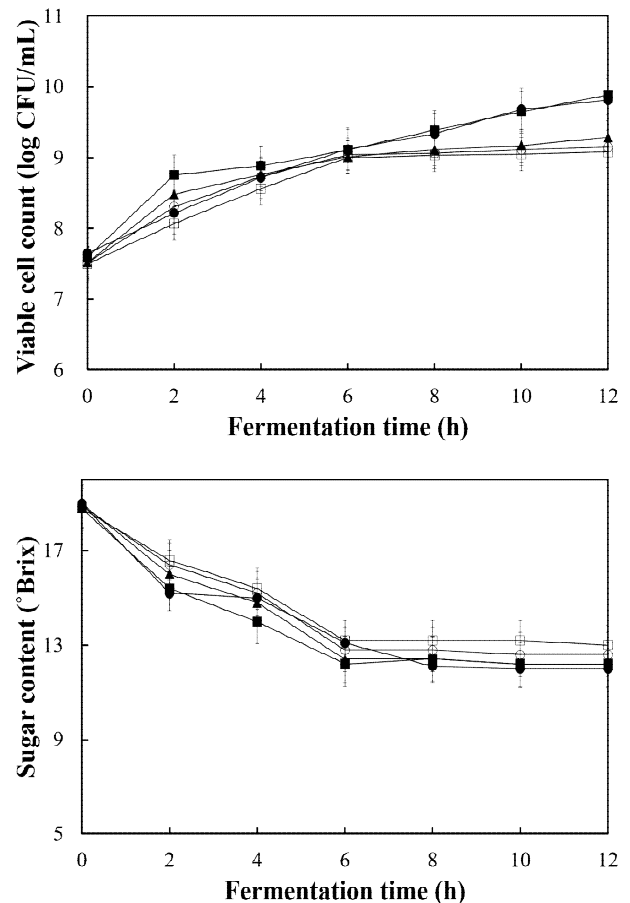 11
10
9
8
7
6
Viable cell count (log CFU/mL)
0 2 4 6 8 10 12
Fermentation time (h)
17
13
9
5
Sugar content (˚Brix)
0 2 4 6 8 10 12
Fermentation time (h)